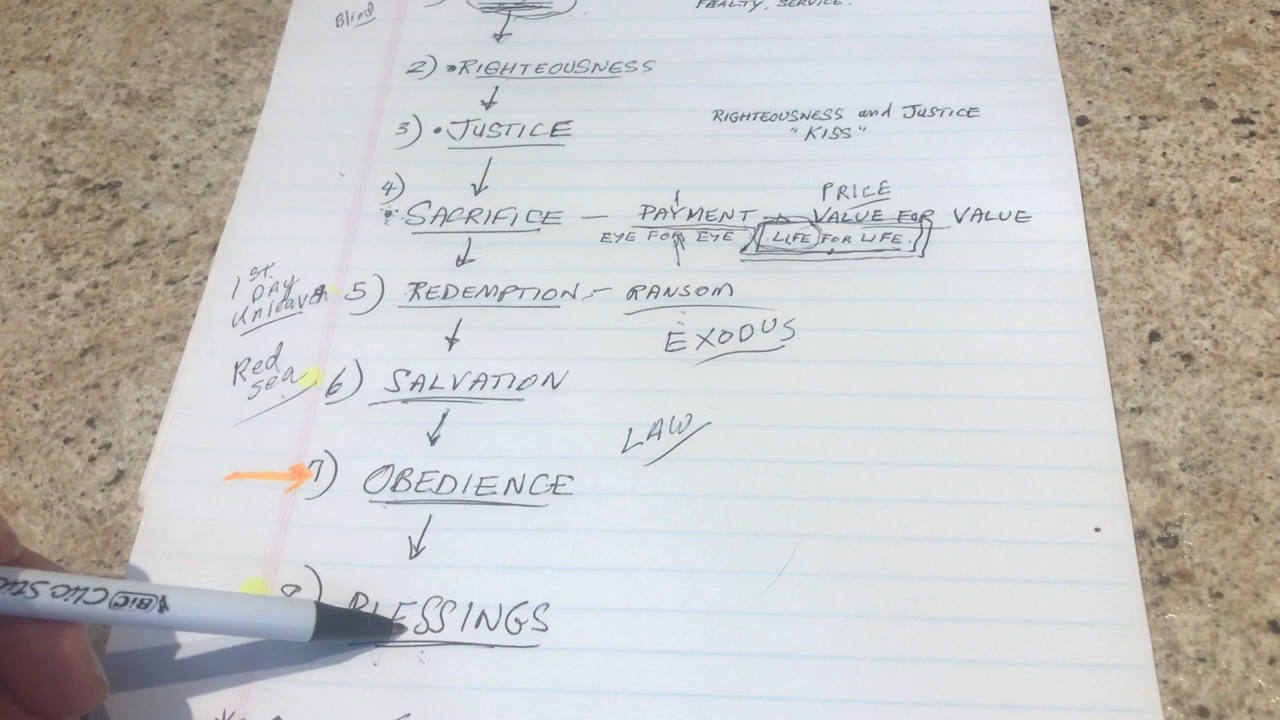 Blind
FEALTY, SERVICE.
2) • RIGHTEOUSNESS
3) • JUSTICE
RIGHTEOUSNESS and JUSTICE
"KISS"
4)
PRICE
• SACRIFICE — PAYMENT — VALUE FOR VALUE
EYE FOR EYE LIFE FOR LIFE.
1ST
DAY
5) REDEMPTION — RANSOM
EXODUS
Red
sea
6) SALVATION
LAW
7) OBEDIENCE
8) BLESSINGS
BIC Clic